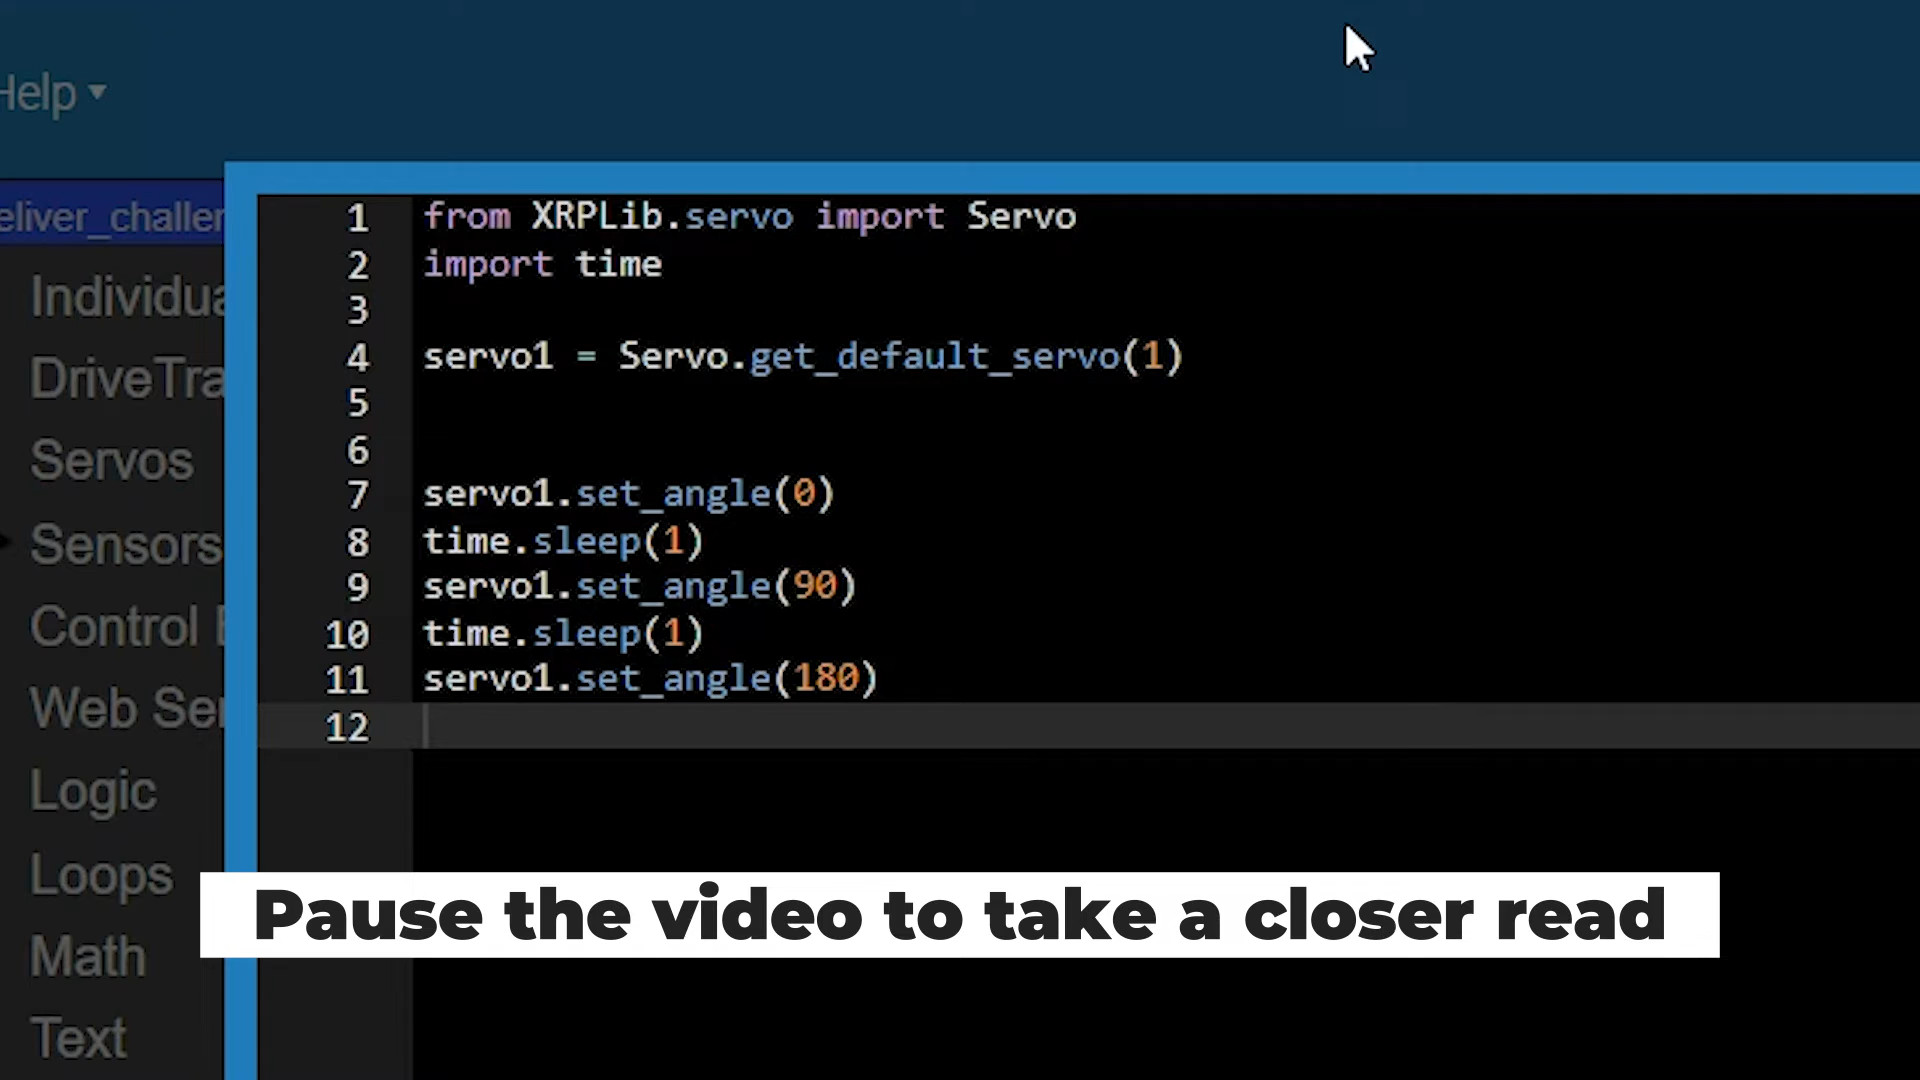 Help
eliver_challen
Individua
DriveTra
Servos
Sensors
Control
Web Ser
Logic
Loops
Math
Text
1 from XRPLib.servo import Servo
2 import time
3
4 servo1 = Servo.get_default_servo(1)
5
6
7 servo1.set_angle(0)
8 time.sleep(1)
9 servo1.set_angle(90)
10 time.sleep(1)
11 servo1.set_angle(180)
12
Pause the video to take a closer read